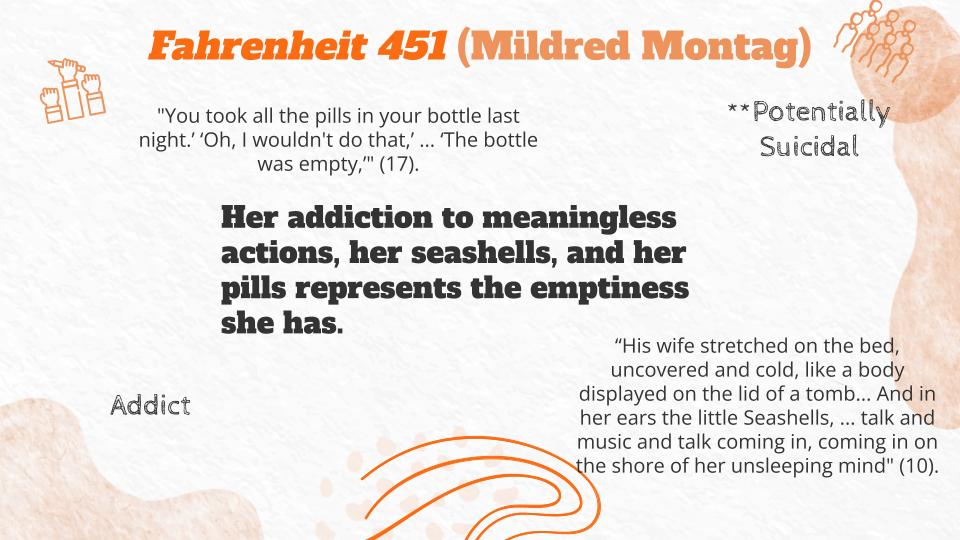 Fahrenheit 451 (Mildred Montag)
"You took all the pills in your bottle last
night.’ ‘Oh, I wouldn't do that,’ ... ‘The bottle
was empty,’" (17).
**Potentially
Suicidal
Her addiction to meaningless
actions, her seashells, and her
pills represents the emptiness
she has.
“His wife stretched on the bed,
uncovered and cold, like a body
displayed on the lid of a tomb... And in
her ears the little Seashells, ... talk and
music and talk coming in, coming in on
the shore of her unsleeping mind" (10).
Addict